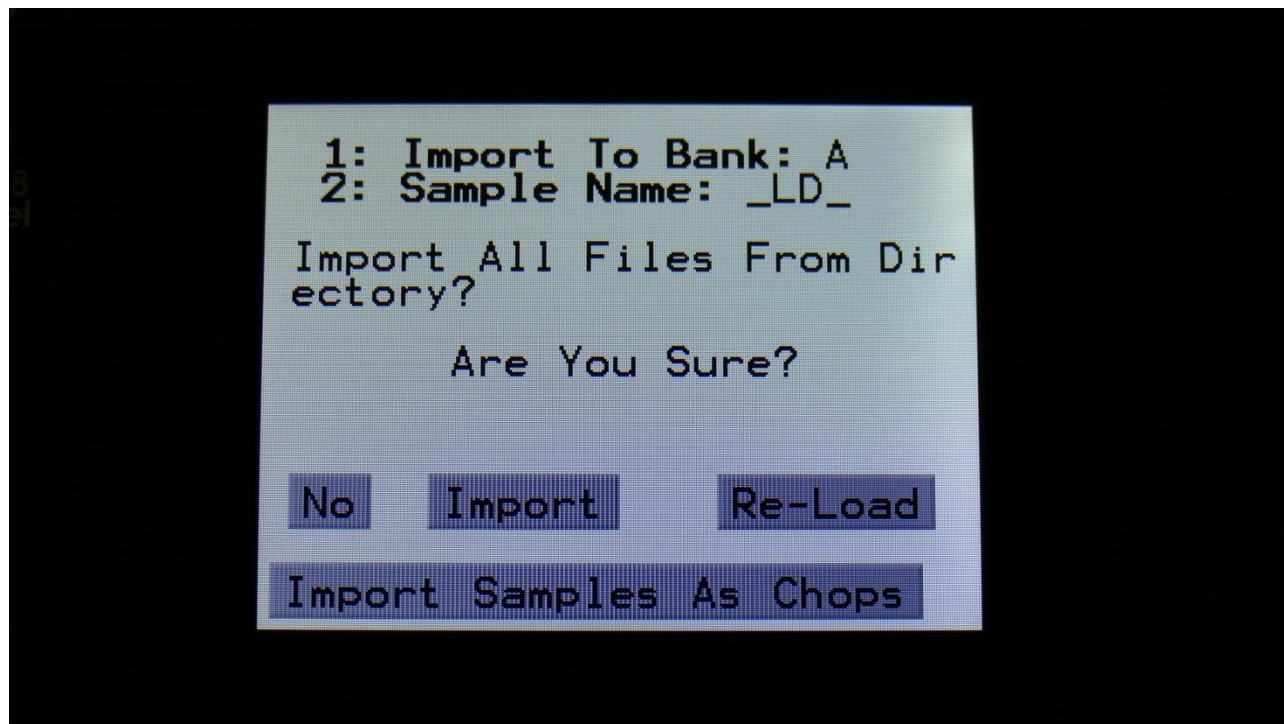 1: Import To Bank: A
2: Sample Name: _LD_
Import All Files From Dir
ectory?
Are You Sure?
No Import Re-Load
Import Samples As Chops